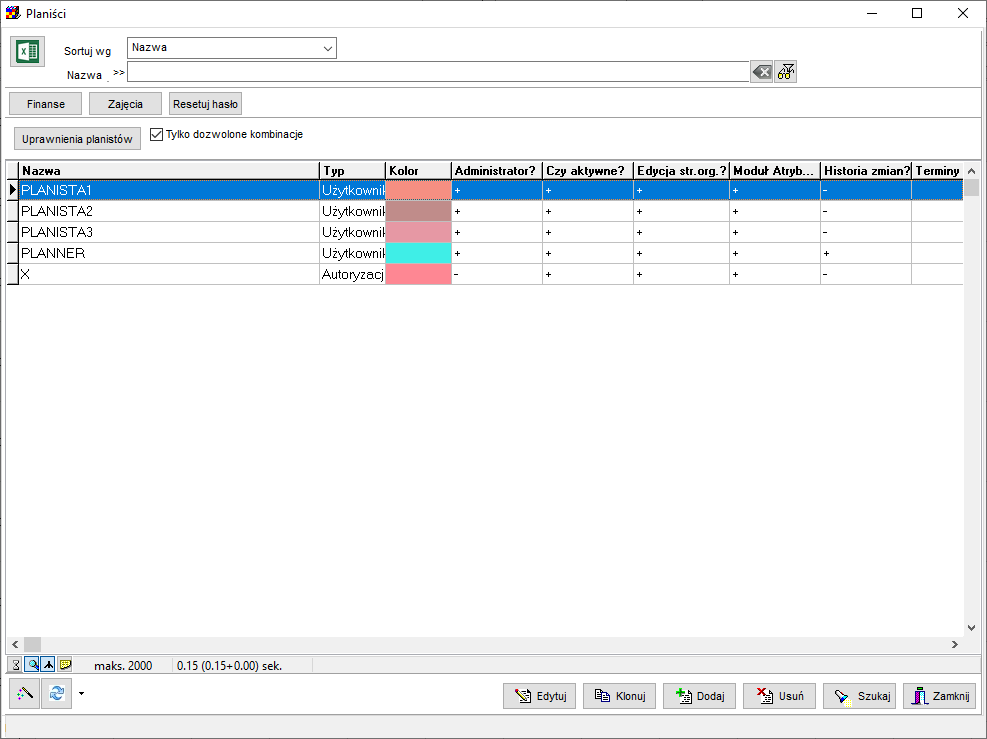 Planiści
Sortuj wg Nazwa
Nazwa >>
Finanse Zajęcia Resetuj hasło
Uprawnienia planistów Tylko dozwolone kombinacje
Nazwa Typ Kolor Administrator? Czy aktywne? Edycja str.org.? Moduł Atryb... Historia zmian? Terminy
PLANISTA1 Użytkownik + + + + -
PLANISTA2 Użytkownik + + + + -
PLANISTA3 Użytkownik + + + + -
PLANNER Użytkownik + + + + +
X Autoryzacj - + + + -
maks. 2000 0.15 (0.15+0.00) sek.
Edytuj Klonuj Dodaj Usuń Szukaj Zamknij